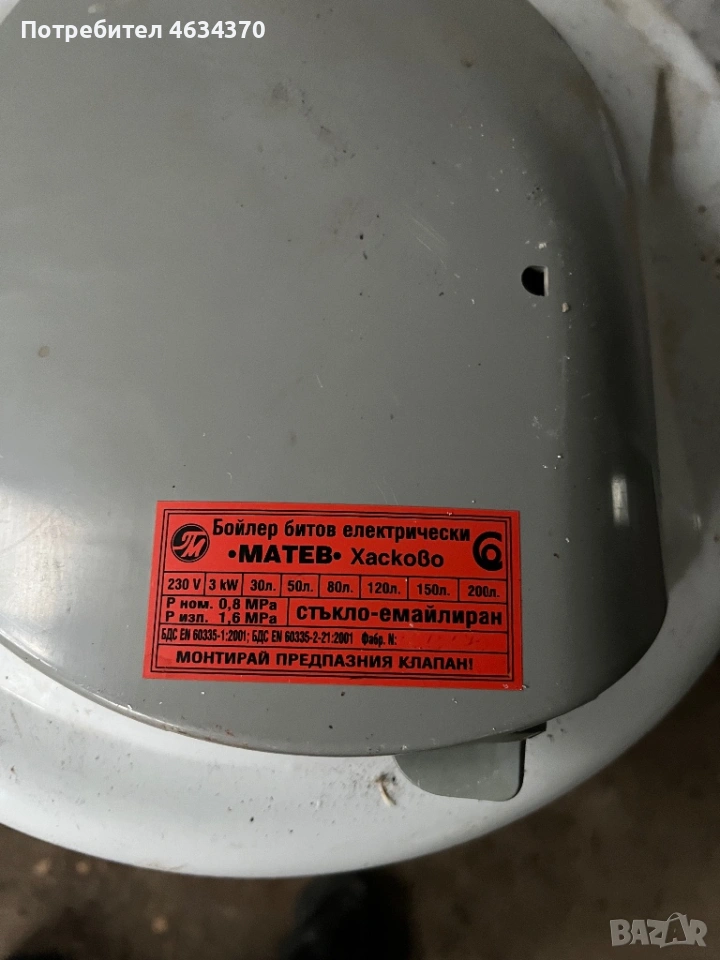 Потребител 4634370
Бойлер битов електрически
•МАТЕВ• Хасково
230 V 3 kW 30л. 50л. 80л. 120л. 150л. 200л.
Р ном. 0,8 МРа
Р изп. 1,6 МРа
стъкло-емайлиран
БДС EN 60335-1:2001; БДС EN 60335-2-21:2001 Фабр. N:
МОНТИРАЙ ПРЕДПАЗНИЯ КЛАПАН!
BAZAR